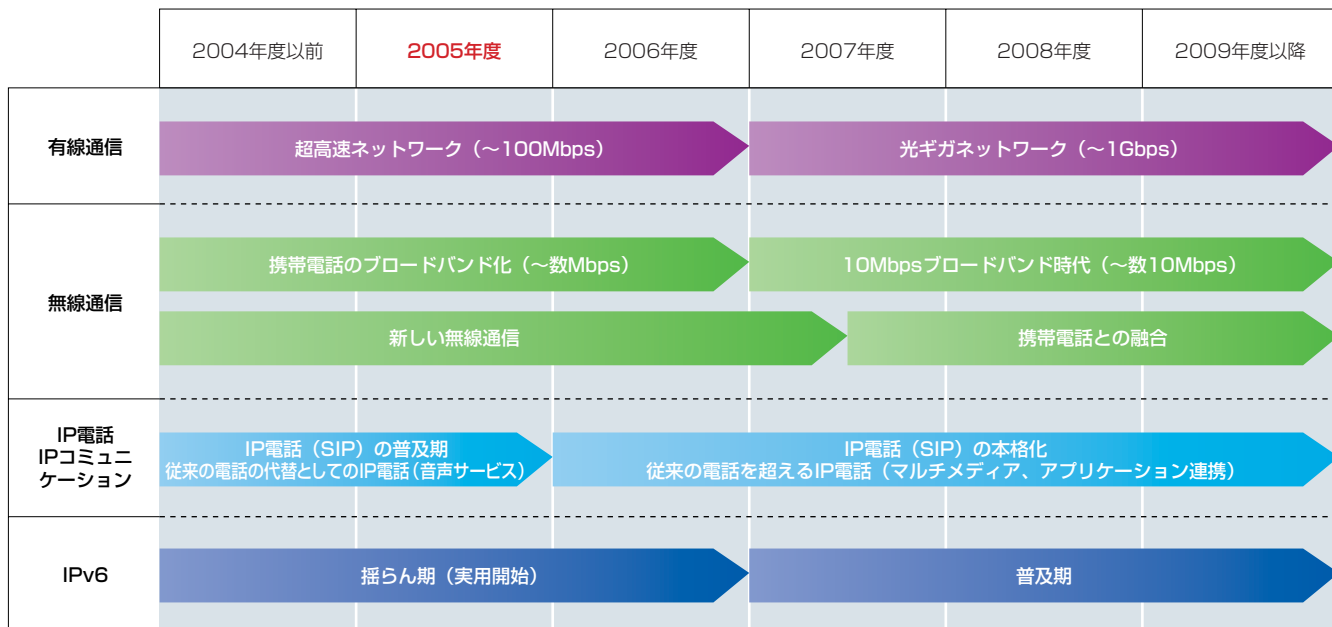 2004年度以前
2005年度
2006年度
2007年度
2008年度
2009年度以降
有線通信
超高速ネットワーク（～100Mbps）
光ギガネットワーク（～1Gbps）
無線通信
携帯電話のブロードバンド化（～数Mbps）
10Mbpsブロードバンド時代（～数10Mbps）
新しい無線通信
携帯電話との融合
IP電話
IPコミュニ
ケーション
IP電話（SIP）の普及期
従来の電話の代替としてのIP電話（音声サービス）
IP電話（SIP）の本格化
従来の電話を超えるIP電話（マルチメディア、アプリケーション連携）
IPv6
揺らん期（実用開始）
普及期